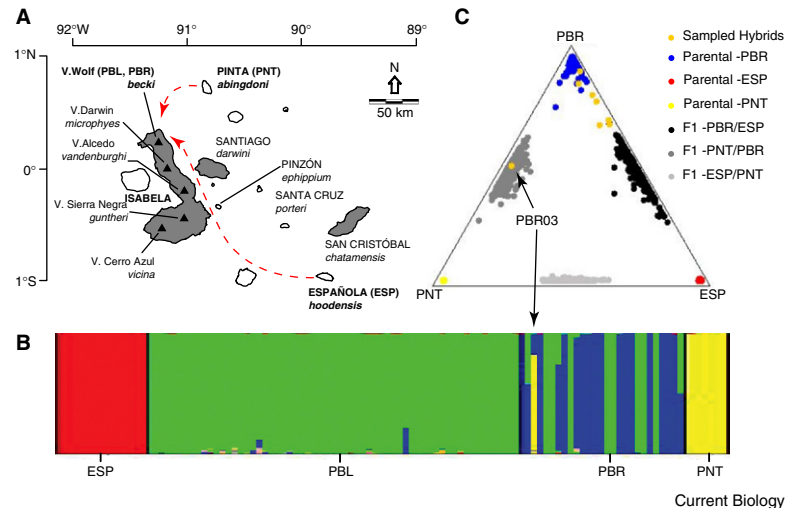 A
92°W
91°
90°
89°
1°N
0°
1°S
V.Wolf (PBL, PBR)
becki
PINTA (PNT)
abingdoni
N
50 km
V.Darwin
microphyes
V.Alcedo
vandenburghi
ISABELA
V. Sierra Negra
guntheri
V. Cerro Azul
vicina
SANTIAGO
darwini
PINZÓN
ephippium
SANTA CRUZ
porteri
SAN CRISTÓBAL
chatamensis
ESPAÑOLA (ESP)
hoodensis
C
PBR
PNT
ESP
PBR03
Sampled Hybrids
Parental -PBR
Parental -ESP
Parental -PNT
F1 -PBR/ESP
F1 -PNT/PBR
F1 -ESP/PNT
B
ESP
PBL
PBR
PNT
Current Biology